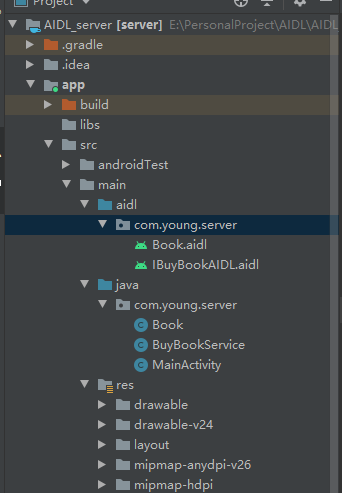 Project
AIDL_server [server] E:\PersonalProject\AIDL\AIDL
.gradle
.idea
app
build
libs
src
androidTest
main
aidl
com.young.server
Book.aidl
IBuyBookAIDL.aidl
java
com.young.server
Book
BuyBookService
MainActivity
res
drawable
drawable-v24
layout
mipmap-anydpi-v26
mipmap-hdpi